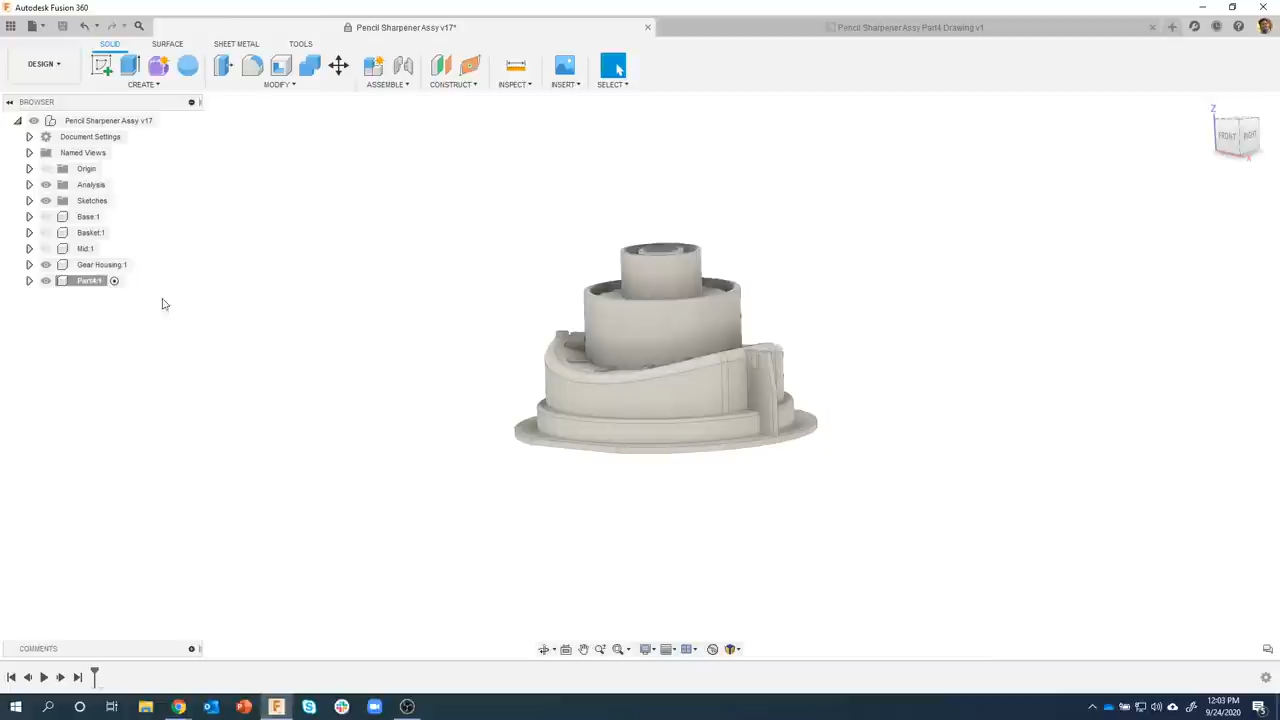 Autodesk Fusion 360
Pencil Sharpener Assy v17*
Pencil Sharpener Assy Part4 Drawing v1
SOLID
SURFACE
SHEET METAL
TOOLS
DESIGN
CREATE
MODIFY
ASSEMBLE
CONSTRUCT
INSPECT
INSERT
SELECT
BROWSER
Pencil Sharpener Assy v17
Document Settings
Named Views
Origin
Analysis
Sketches
Base:1
Basket:1
Mid:1
Gear Housing:1
Part4:1
Z
FRONT
RIGHT
X
COMMENTS
12:03 PM
9/24/2020